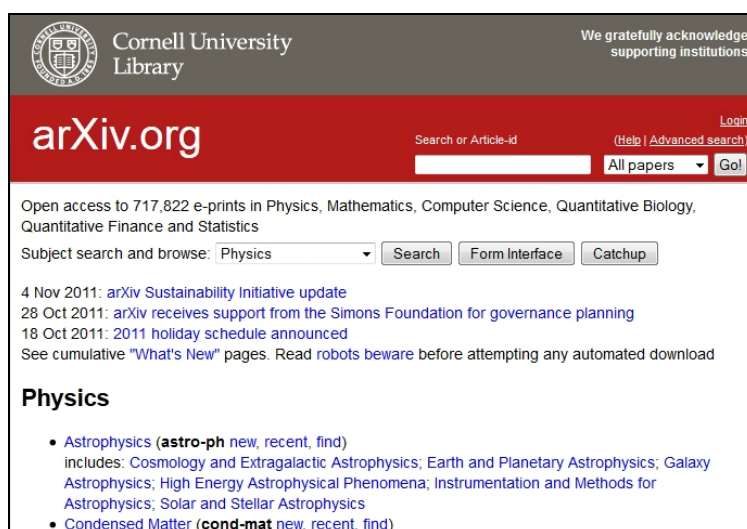 Cornell University
Library
We gratefully acknowledge
supporting institutions
arXiv.org
Login
Search or Article-id
(Help | Advanced search)
All papers
Go!
Open access to 717,822 e-prints in Physics, Mathematics, Computer Science, Quantitative Biology,
Quantitative Finance and Statistics
Subject search and browse: Physics Search Form Interface Catchup
4 Nov 2011: arXiv Sustainability Initiative update
28 Oct 2011: arXiv receives support from the Simons Foundation for governance planning
18 Oct 2011: 2011 holiday schedule announced
See cumulative "What's New" pages. Read robots beware before attempting any automated download
Physics
• Astrophysics (astro-ph new, recent, find)
includes: Cosmology and Extragalactic Astrophysics; Earth and Planetary Astrophysics; Galaxy
Astrophysics; High Energy Astrophysical Phenomena; Instrumentation and Methods for
Astrophysics; Solar and Stellar Astrophysics
• Condensed Matter (cond-mat new, recent, find)